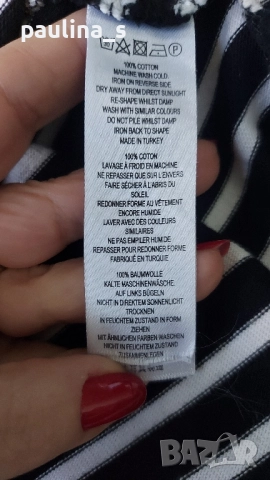 paulina_s
100% COTTON
MACHINE WASH COLD.
IRON ON REVERSE SIDE
DRY AWAY FROM DIRECT SUNLIGHT
RE-SHAPE WHILST DAMP
WASH WITH SIMILAR COLOURS
DO NOT PILE WHILST DAMP
IRON BACK TO SHAPE
MADE IN TURKEY
100% COTON
LAVAGE À FROID EN MACHINE.
NE REPASSER QUE SUR L'ENVERS
FAIRE SÉCHER À L'ABRIS DU
SOLEIL
REDONNER FORME AU VÊTEMENT
ENCORE HUMIDE
LAVER AVEC DES COULEURS
SIMILAIRES
NE PAS EMPILER HUMIDE
REPASSER POUR REDONNER FORME
FABRIQUÉ EN TURQUIE
100% BAUMWOLLE
KALTE MASCHINENWÄSCHE.
AUF LINKS BÜGELN
NICHT IN DIREKTEM SONNENLICHT
TROCKNEN
IN FEUCHTEM ZUSTAND IN FORM
ZIEHEN
MIT ÄHNLICHEN FARBEN WASCHEN
NICHT IN FEUCHTEM ZUSTAND
ZUSAMMENLEGEN
BAZAR